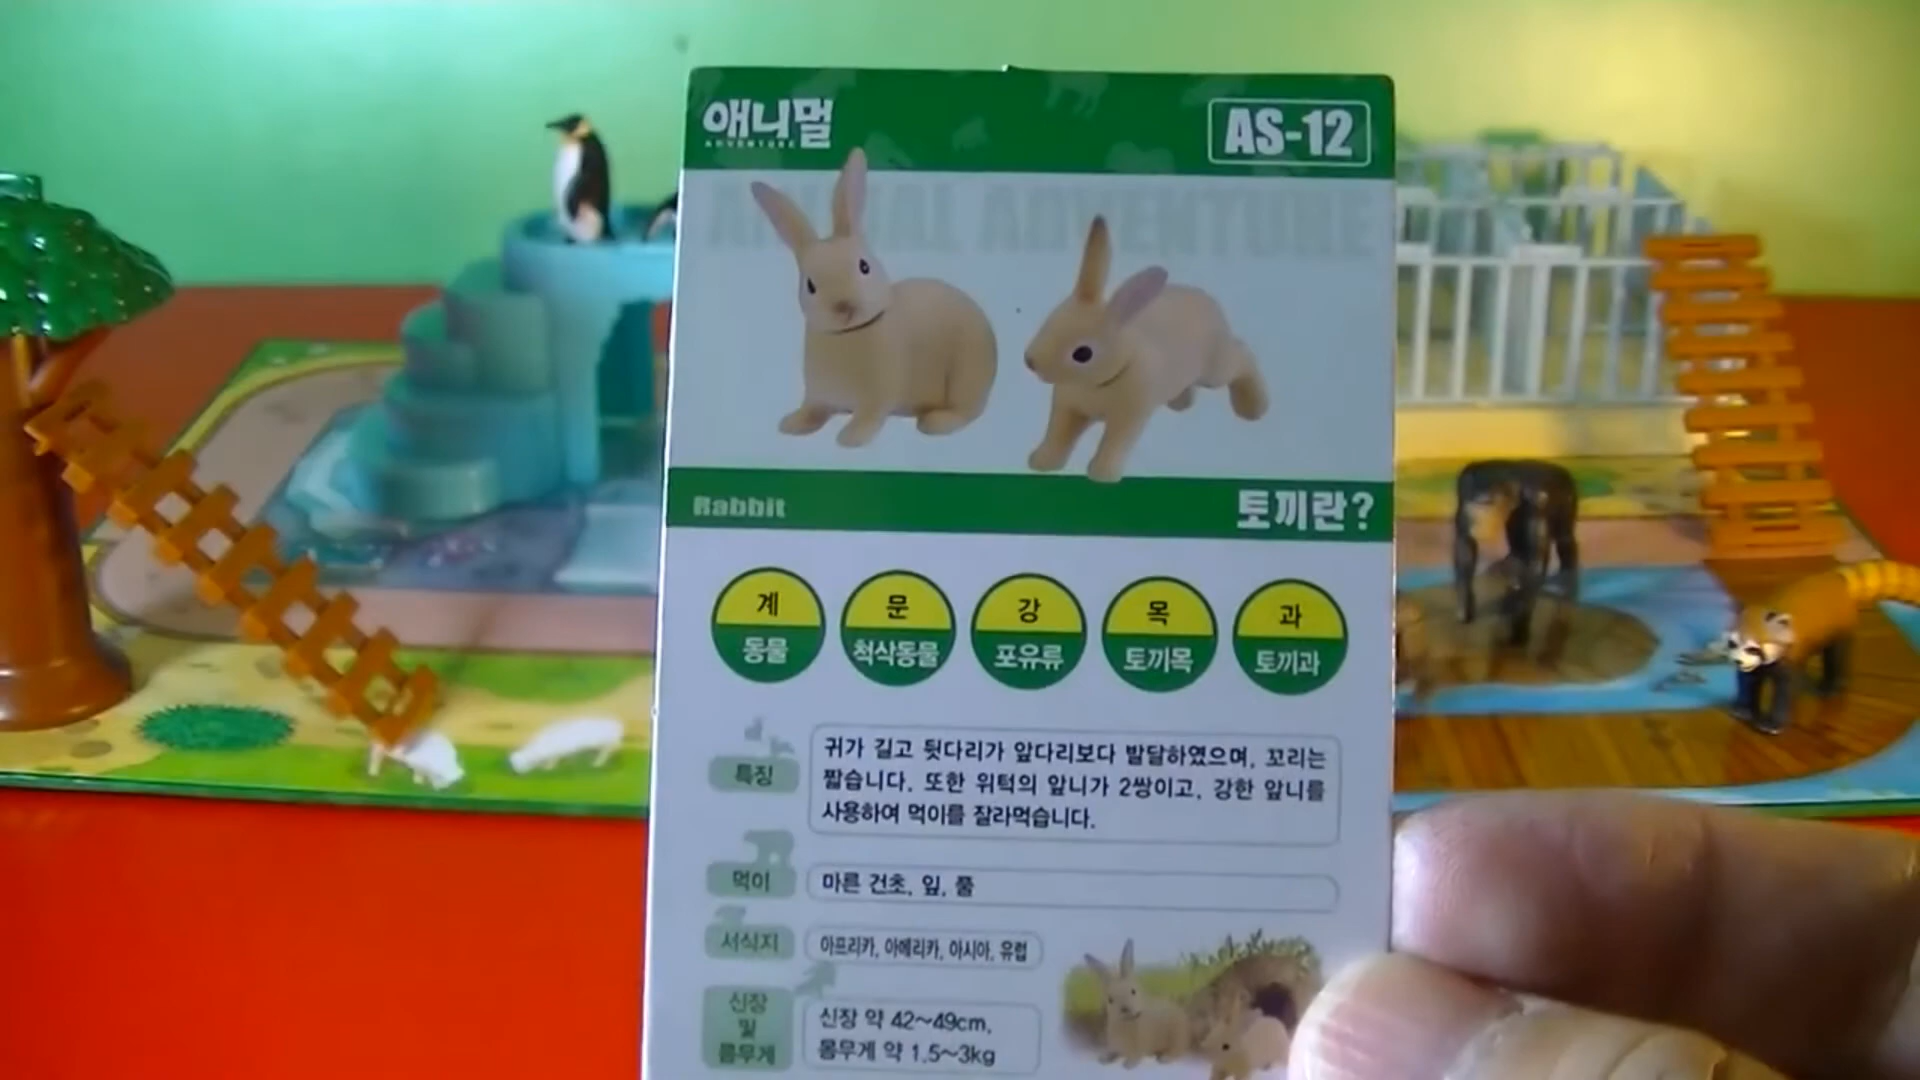 애니멀
ADVENTURE
AS-12
ANIMAL ADVENTURE
Rabbit
토끼란?
계
동물
문
척삭동물
강
포유류
목
토끼목
과
토끼과
특징
귀가 길고 뒷다리가 앞다리보다 발달하였으며, 꼬리는
짧습니다. 또한 위턱의 앞니가 2쌍이고, 강한 앞니를
사용하여 먹이를 잘라먹습니다.
먹이
마른 건초, 잎, 풀
서식지
아프리카, 아메리카, 아시아, 유럽
신장
및
몸무게
신장 약 42~49cm,
몸무게 약 1.5~3kg